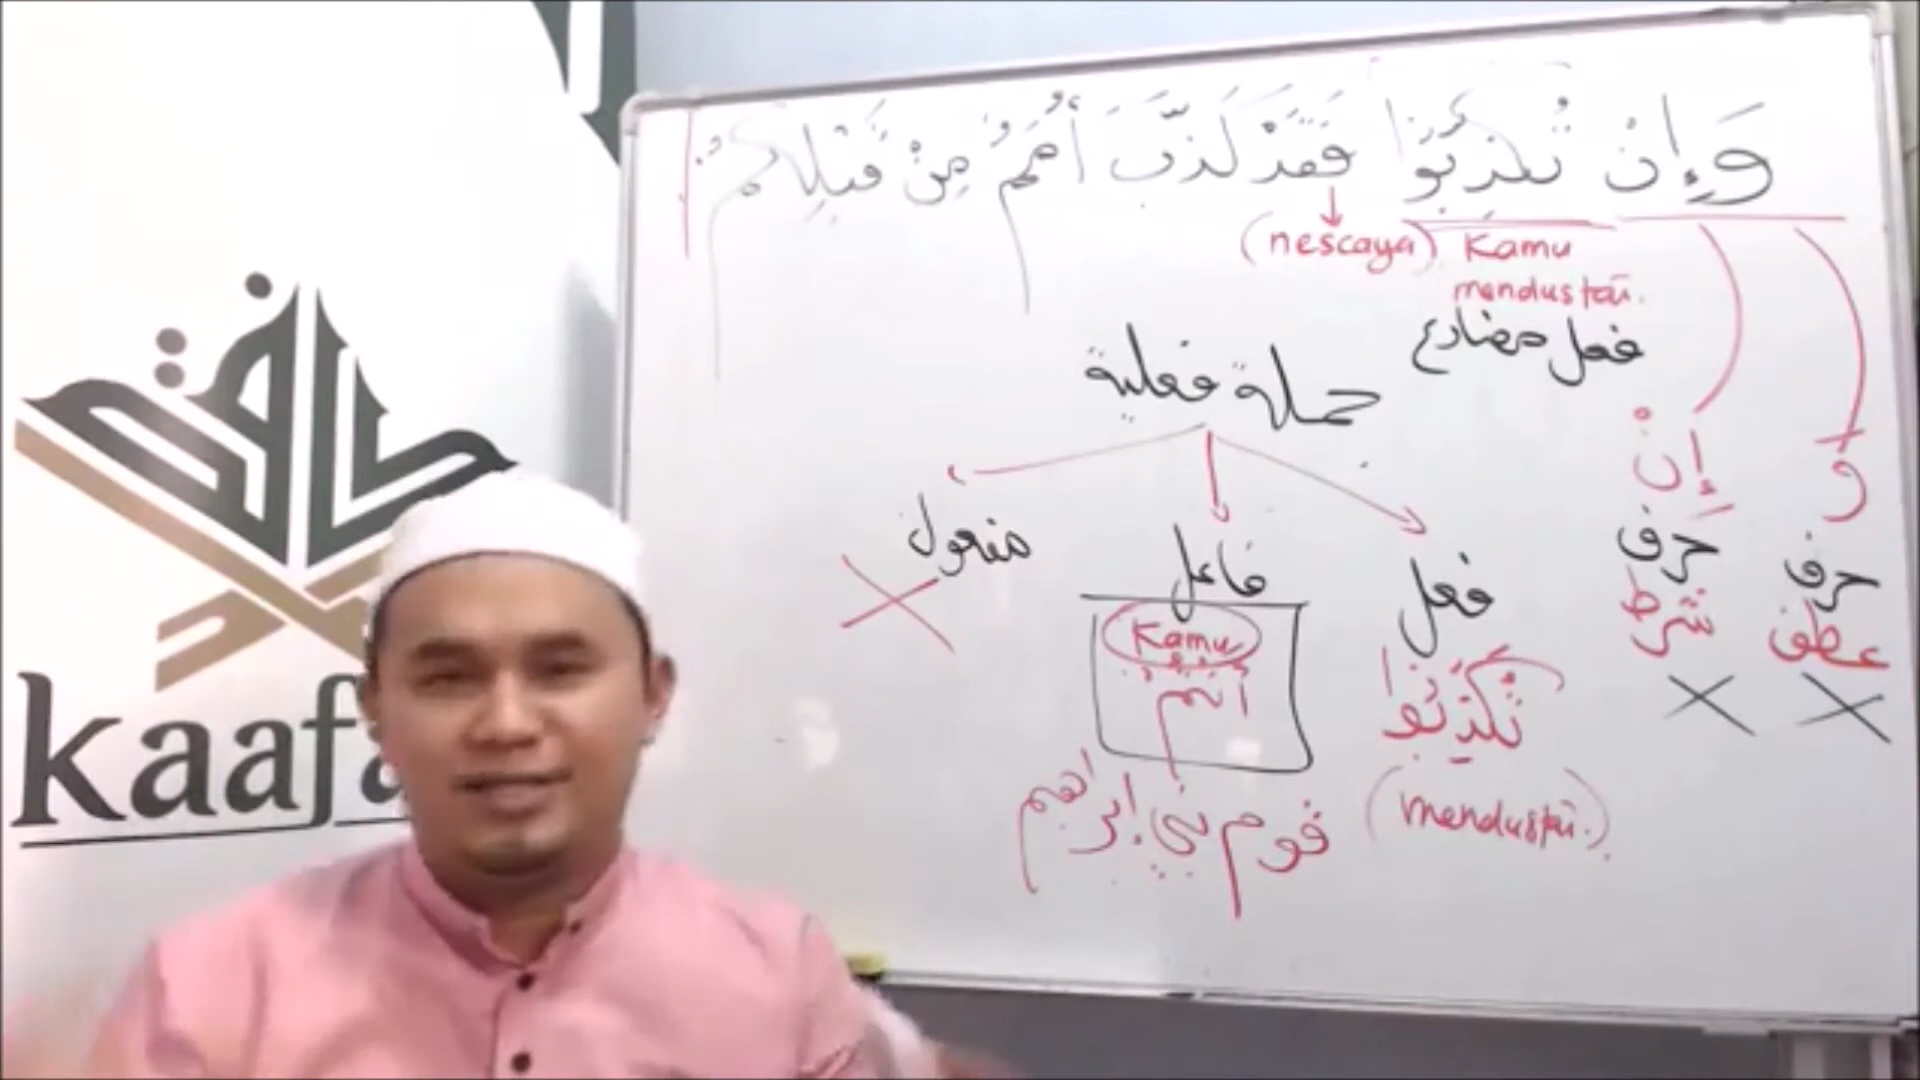 وَإِنْ تُكَذِّبُوا فَقَدْ كَذَّبَ أُمَمٌ مِنْ قَبْلِكُمْ
(nescaya) Kamu
mendustai.
فعل مضارع
جملة فعلية
و
إِنْ
حرف
عطف
حرف
شرط
فعل
فاعل
مفعول
Kamu
أنتم
تُكَذِّبُوا
(mendustai.)
قوم نبي إبراهيم
kaafa